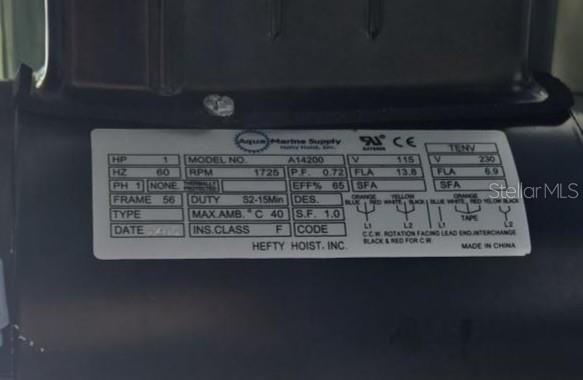 Aqua Marine Supply
Hefty Hoist, Inc.
CE
TENV
HP 1 MODEL NO. A14200 V 115 V 230
HZ 60 RPM 1725 P.F. 0.72 FLA 13.8 FLA 6.9
PH 1 NONE. THERMALLY PROTECTED EFF% 65 SFA SFA
FRAME 56 DUTY S2-15Min DES.
TYPE MAX.AMB. °C 40 S.F. 1.0
DATE INS.CLASS F CODE
ORANGE YELLOW ORANGE
BLUE RED WHITE BLACK BLUE WHITE RED YELLOW BLACK
TAPE
L1 L2 L1 L2
C.C.W. ROTATION FACING LEAD END,INTERCHANGE
BLACK & RED FOR C.W.
HEFTY HOIST, INC.
MADE IN CHINA
StellarMLS